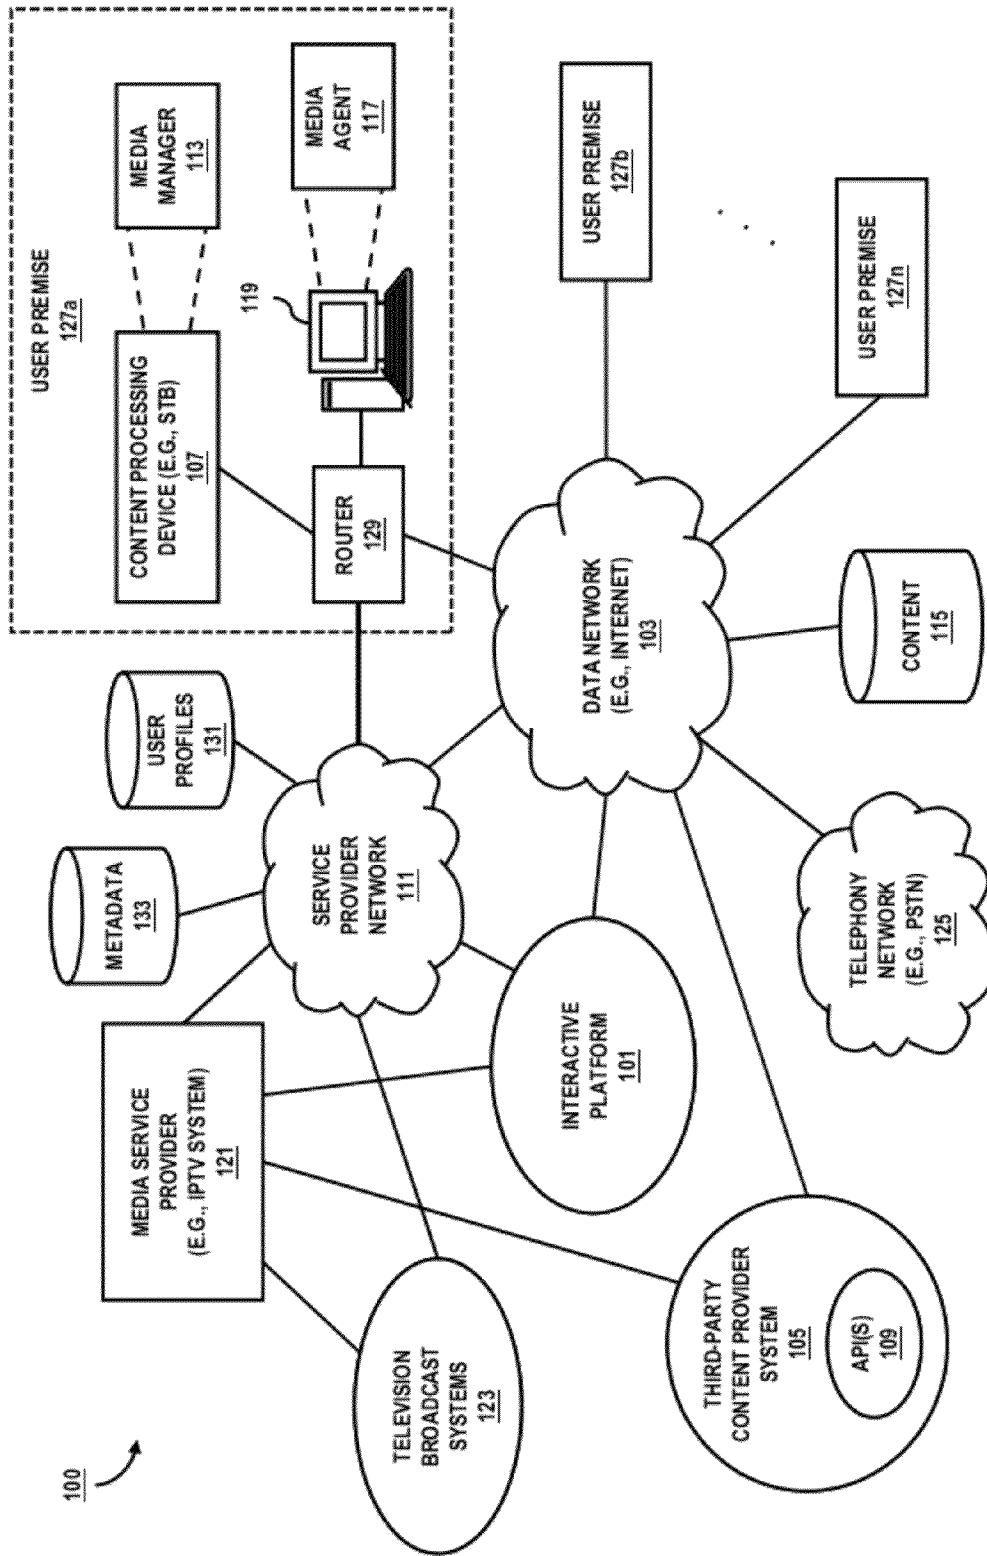 100
MEDIA SERVICE
PROVIDER
(E.G., IPTV SYSTEM)
121
METADATA
133
USER
PROFILES
131
USER PREMISE
127a
CONTENT PROCESSING
DEVICE (E.G., STB)
107
MEDIA
MANAGER
113
TELEVISION
BROADCAST
SYSTEMS
123
SERVICE
PROVIDER
NETWORK
111
ROUTER
129
119
MEDIA
AGENT
117
INTERACTIVE
PLATFORM
101
DATA NETWORK
(E.G., INTERNET)
103
USER PREMISE
127b
THIRD-PARTY
CONTENT PROVIDER
SYSTEM
105
API(S)
109
TELEPHONY
NETWORK
(E.G., PSTN)
125
CONTENT
115
USER PREMISE
127n